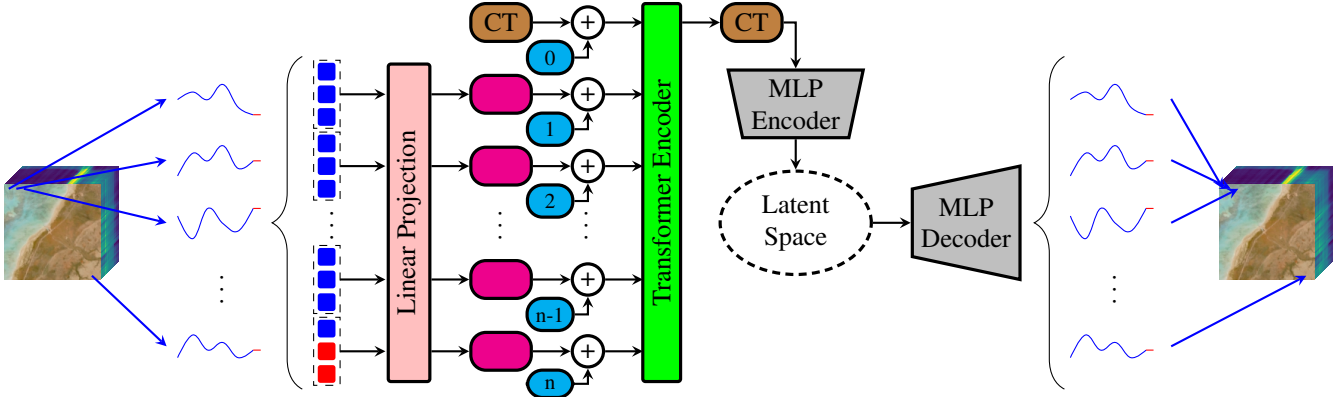 CT
+
0
Linear Projection
+
1
+
2
+
n-1
+
n
Transformer Encoder
CT
MLP
Encoder
Latent
Space
MLP
Decoder